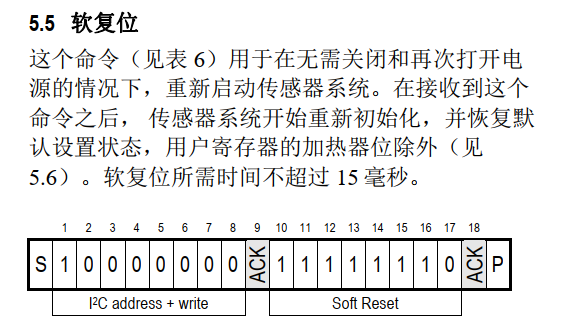 5.5 软复位
这个命令（见表 6）用于在无需关闭和再次打开电
源的情况下，重新启动传感器系统。在接收到这个
命令之后， 传感器系统开始重新初始化，并恢复默
认设置状态，用户寄存器的加热器位除外（见
5.6）。软复位所需时间不超过 15 毫秒。
1 2 3 4 5 6 7 8 9 10 11 12 13 14 15 16 17 18
S 1 0 0 0 0 0 0 0 ACK 1 1 1 1 1 1 1 0 ACK P
I²C address + write Soft Reset